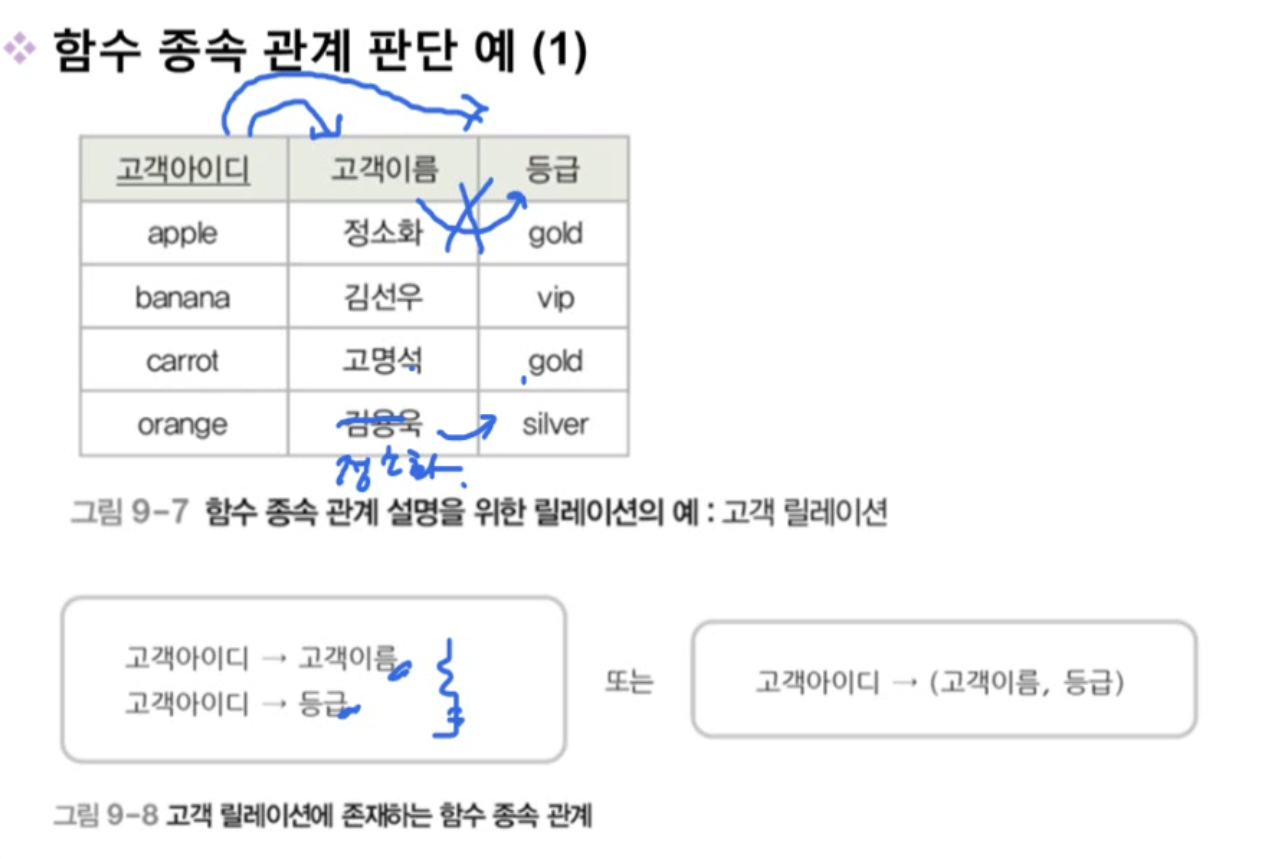 함수 종속 관계 판단 예 (1)
고객아이디 고객이름 등급
apple 정소화 gold
banana 김선우 vip
carrot 고명석 gold
orange 김용욱 silver
정소화
그림 9-7 함수 종속 관계 설명을 위한 릴레이션의 예 : 고객 릴레이션
고객아이디 → 고객이름
고객아이디 → 등급
또는
고객아이디 → (고객이름, 등급)
그림 9-8 고객 릴레이션에 존재하는 함수 종속 관계